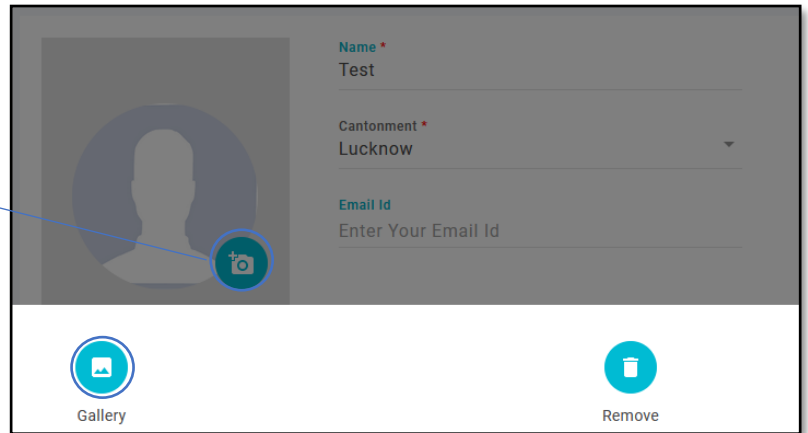 Name *
Test
Cantonment *
Lucknow
Email Id
Enter Your Email Id
Gallery
Remove